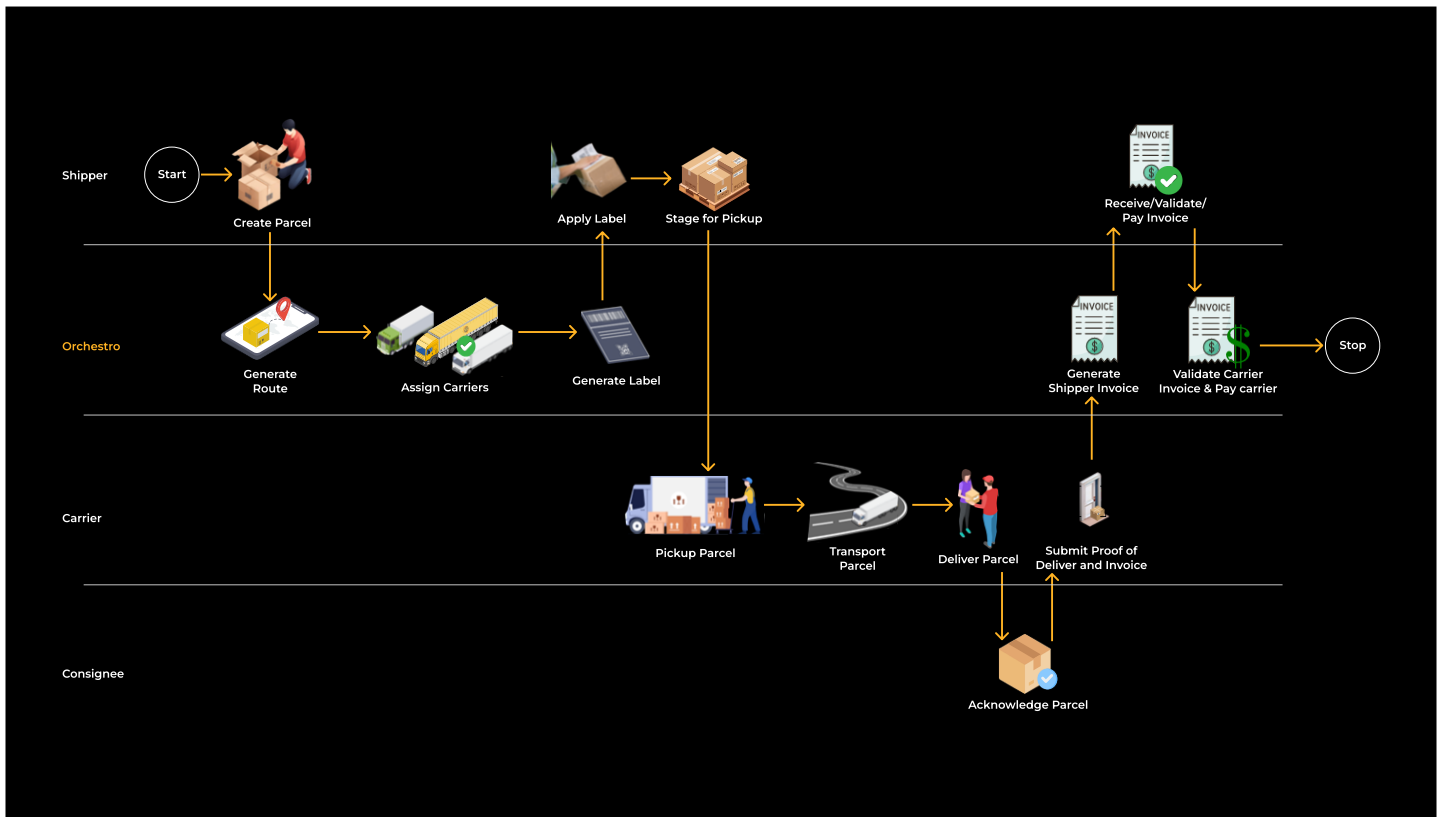 Shipper
Start
Create Parcel
Apply Label
Stage for Pickup
INVOICE
$
Receive/Validate/
Pay Invoice
Orchestro
Generate
Route
Assign Carriers
Generate Label
INVOICE
$
Generate
Shipper Invoice
INVOICE
$
$
Validate Carrier
Invoice & Pay carrier
Stop
Carrier
Pickup Parcel
Transport
Parcel
Deliver Parcel
Submit Proof of
Deliver and Invoice
Consignee
Acknowledge Parcel